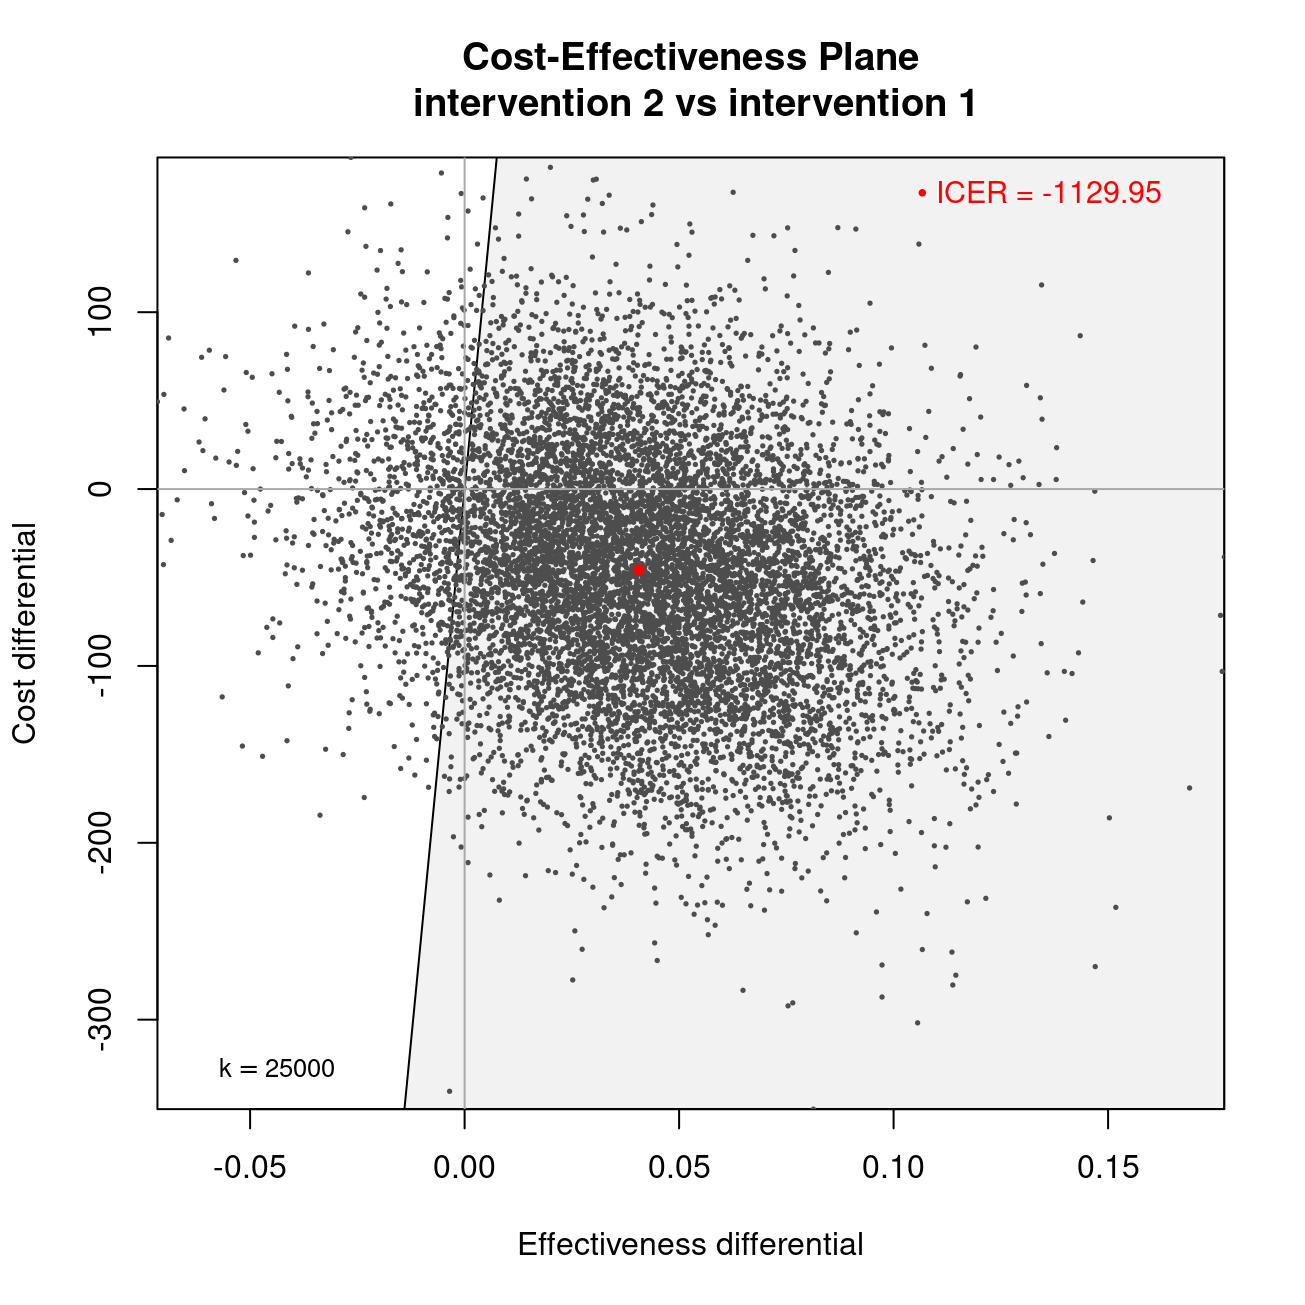 Cost-Effectiveness Plane
intervention 2 vs intervention 1
• ICER = -1129.95
100
0
-100
-200
-300
Cost differential
k = 25000
-0.05 0.00 0.05 0.10 0.15
Effectiveness differential